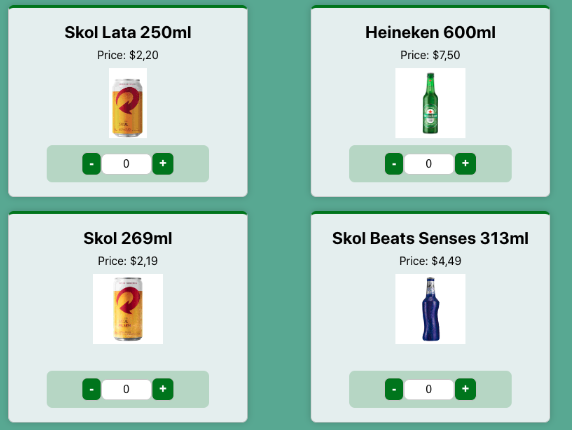 Skol Lata 250ml
Price: $2,20
- 0 +
Heineken 600ml
Price: $7,50
- 0 +
Skol 269ml
Price: $2,19
- 0 +
Skol Beats Senses 313ml
Price: $4,49
- 0 +